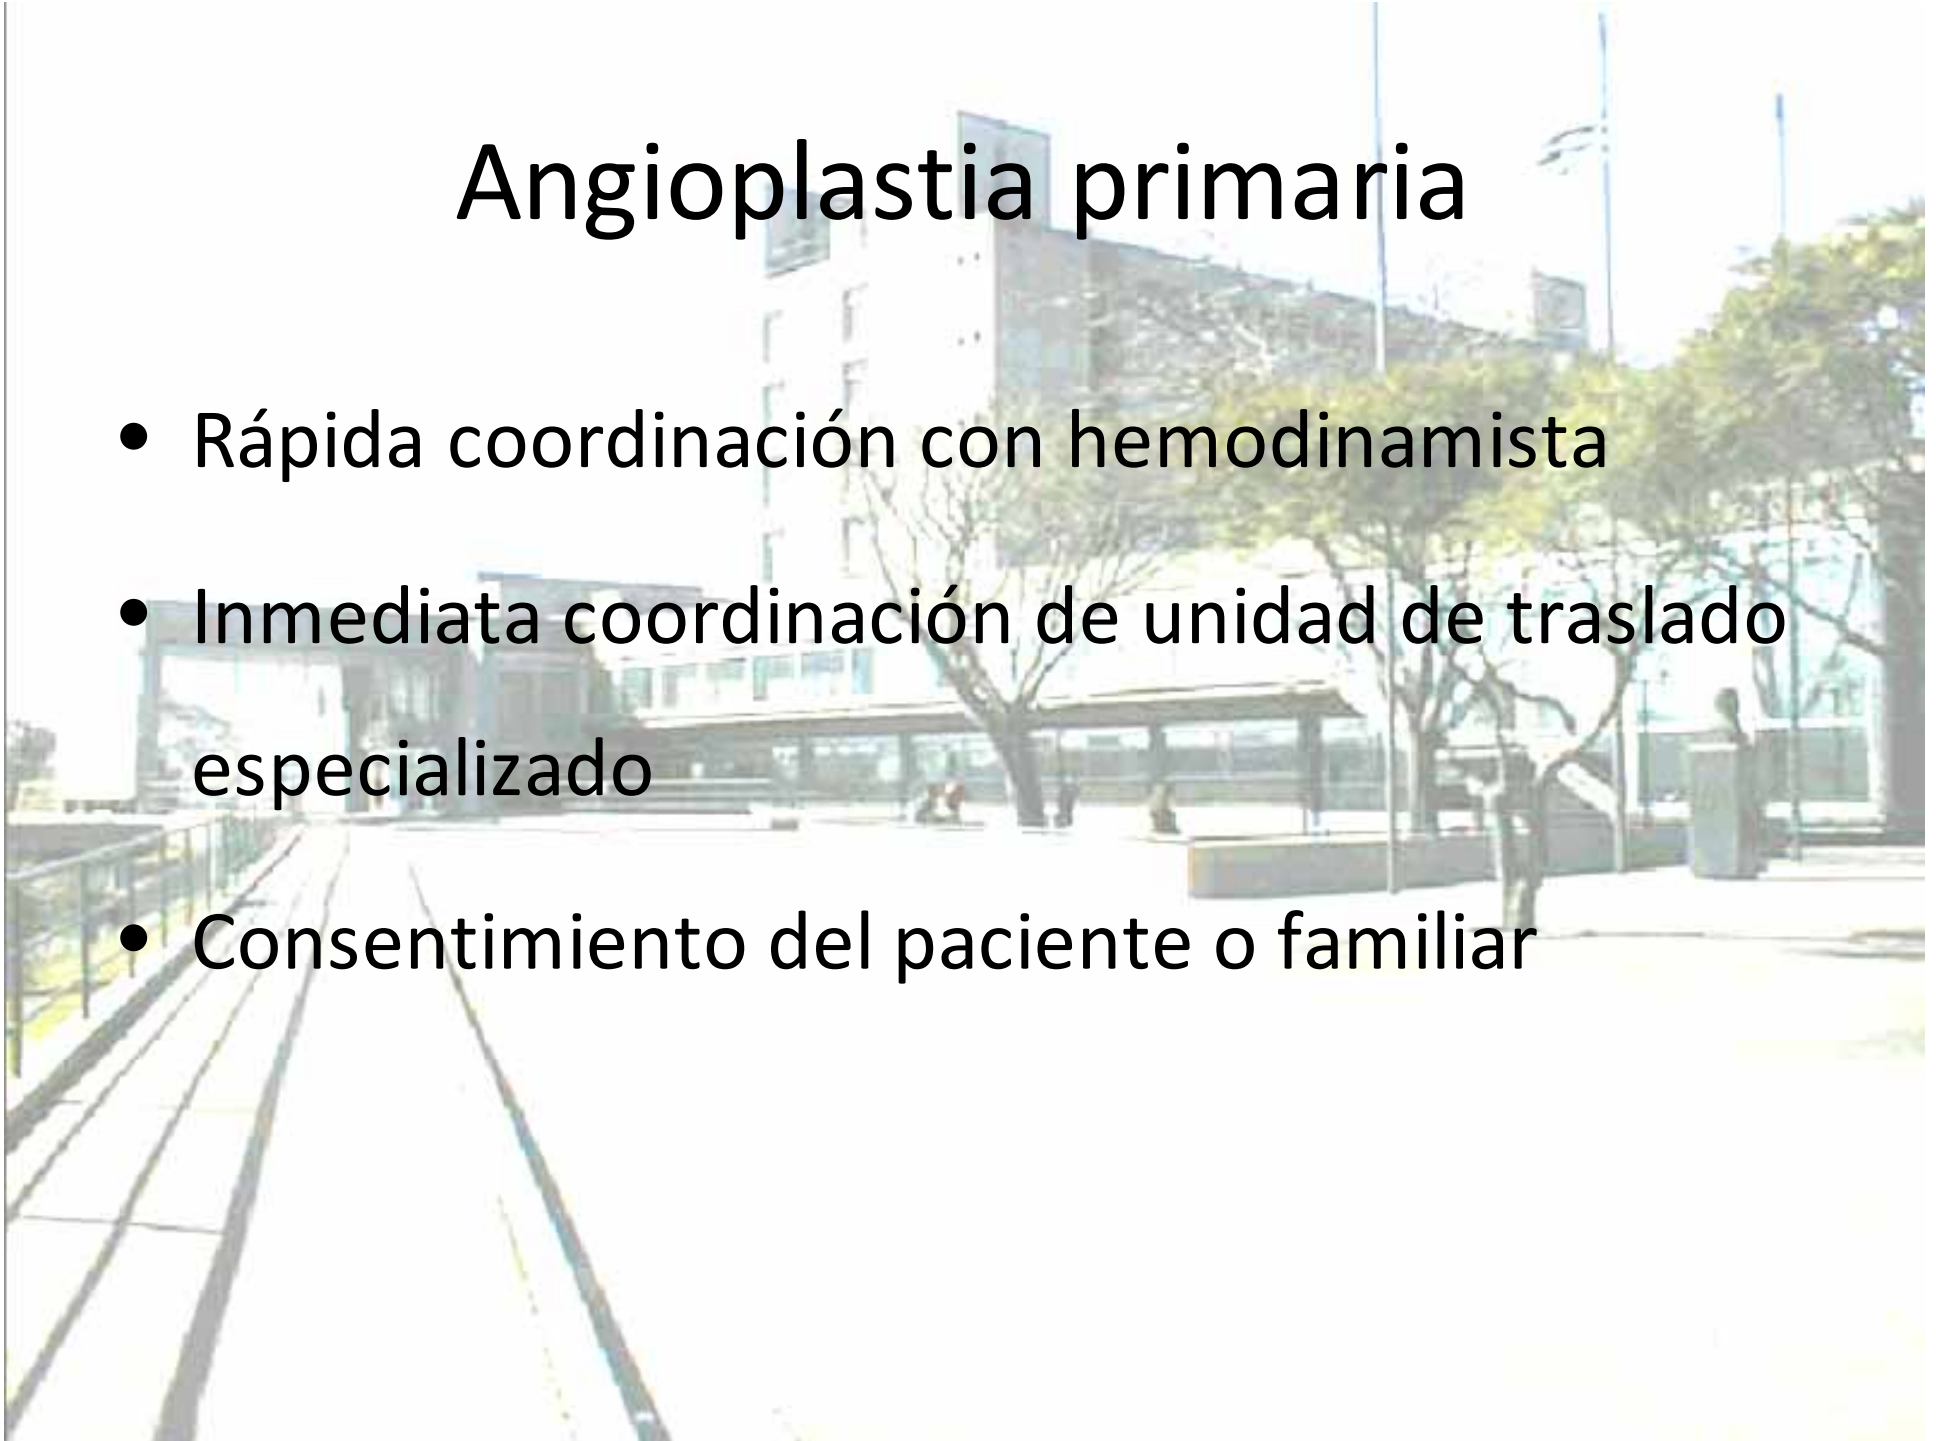 Angioplastia primaria
• Rápida coordinación con hemodinamista
• Inmediata coordinación de unidad de traslado
especializado
• Consentimiento del paciente o familiar